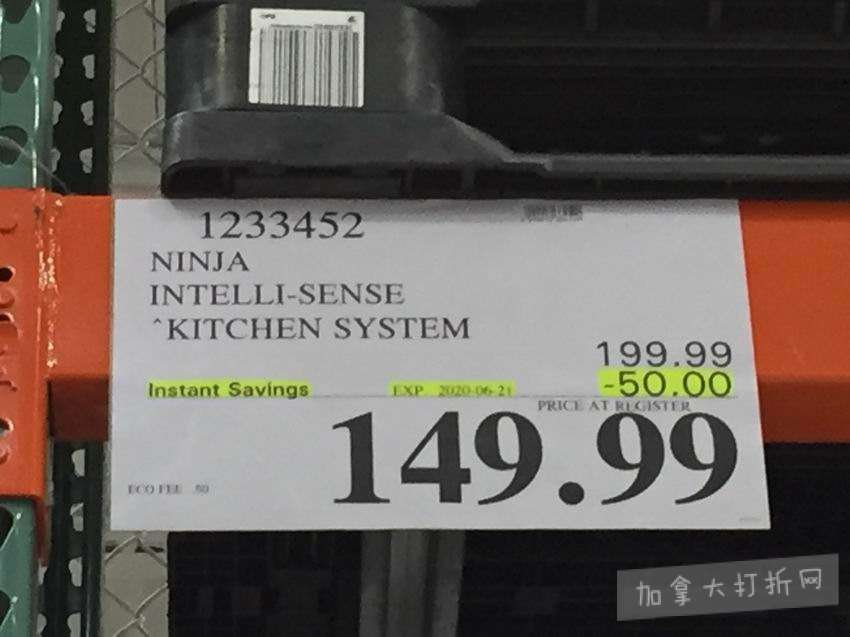 1233452
NINJA
INTELLI-SENSE
^KITCHEN SYSTEM
199.99
Instant Savings EXP. 2020-06-21 -50.00
PRICE AT REGISTER
149.99
ECO FEE .80
加拿大打折网